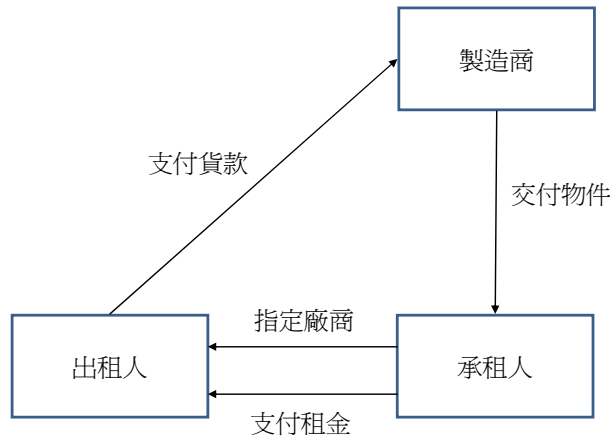 製造商
支付貨款
交付物件
指定廠商
出租人
承租人
支付租金